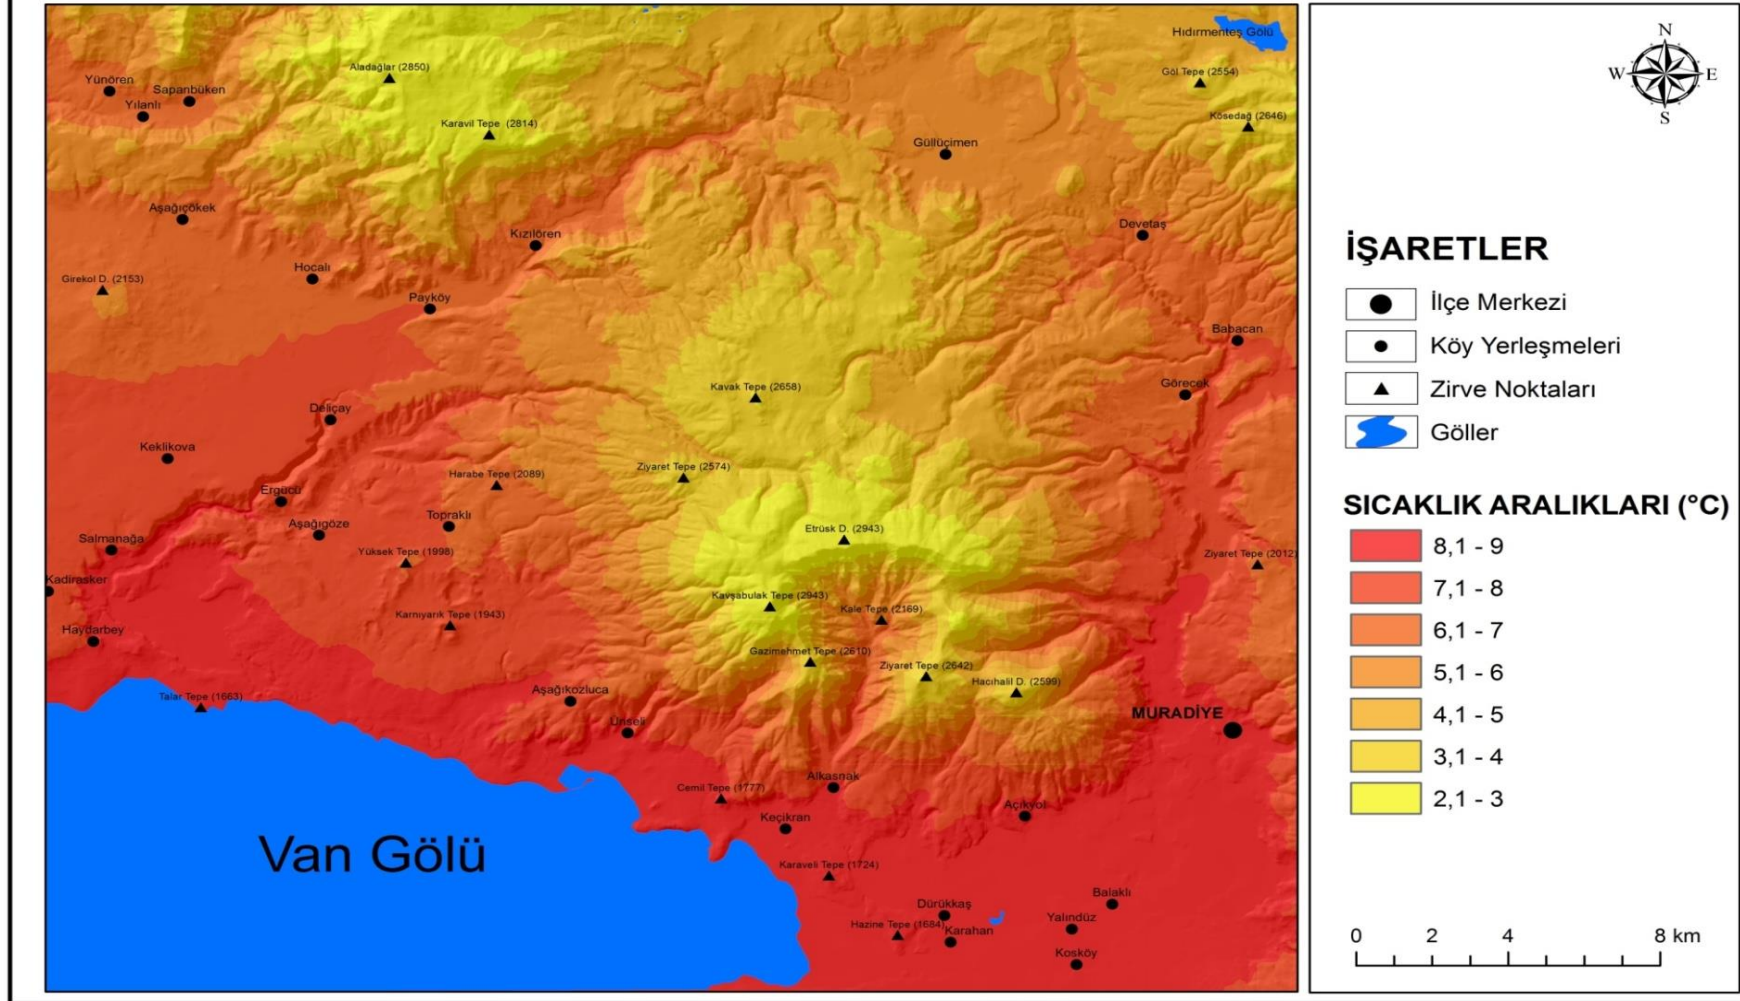 Hıdırmenteş Gölü
Aladağlar (2850)
Göl Tepe (2554)
Yünören
Sapanbüken
Yılanlı
Karavil Tepe (2814)
Kösedağ (2646)
Güllüçimen
Aşağıçökek
Devetaş
Kızılören
Hocalı
Girekol D. (2153)
Payköy
Babacan
Kavak Tepe (2658)
Görecek
Deliçay
Keklikova
Ziyaret Tepe (2574)
Harabe Tepe (2089)
Ergücü
Aşağıgöze
Topraklı
Etrüsk D. (2943)
Salmanağa
Yüksek Tepe (1998)
Ziyaret Tepe (2012)
Kadirasker
Kavşabulak Tepe (2943)
Kale Tepe (2169)
Karnıyarık Tepe (1943)
Haydarbey
Gazimehmet Tepe (2610)
Ziyaret Tepe (2642)
Hacıhalil D. (2599)
Talar Tepe (1663)
Aşağıkozluca
Ünseli
MURADİYE
Alkasnak
Cemil Tepe (1777)
Açıkyol
Keçikran
Van Gölü
Karaveli Tepe (1724)
Balaklı
Dürükkaş
Yalındüz
Hazine Tepe (1684)
Karahan
Kosköy
N
W
E
S
İŞARETLER
İlçe Merkezi
Köy Yerleşmeleri
Zirve Noktaları
Göller
SICAKLIK ARALIKLARI (°C)
8,1 - 9
7,1 - 8
6,1 - 7
5,1 - 6
4,1 - 5
3,1 - 4
2,1 - 3
0 2 4 8 km